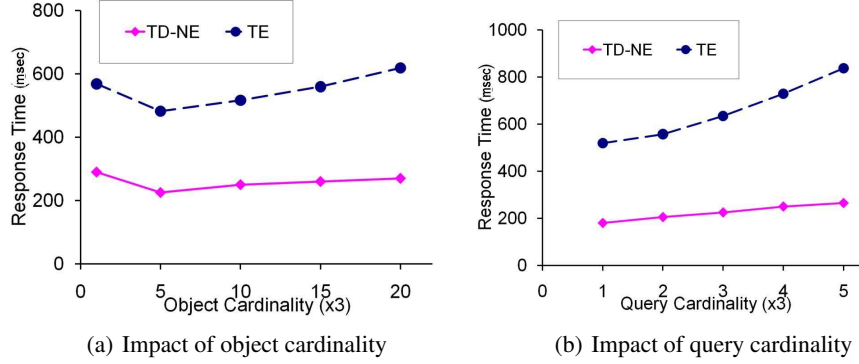 800
TD-NE TE
600
400
200
0
Response Time (msec)
0 5 10 15 20
Object Cardinality (x3)
(a) Impact of object cardinality
1000
TD-NE TE
800
600
400
200
0
Response Time (msec)
0 1 2 3 4 5
Query Cardinality (x3)
(b) Impact of query cardinality